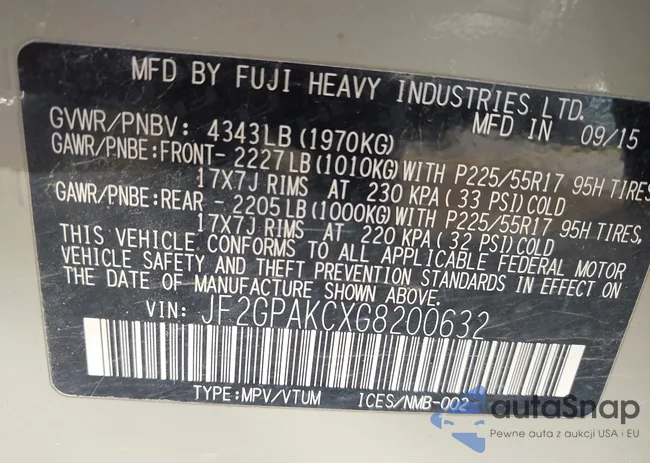 MFD BY FUJI HEAVY INDUSTRIES LTD.
MFD IN 09/15
GVWR/PNBV: 4343LB(1970KG)
GAWR/PNBE:FRONT- 2227LB(1010KG)WITH P225/55R17 95H TIRES
17X7J RIMS AT 230 KPA(33 PSI)COLD
GAWR/PNBE:REAR - 2205LB(1000KG)WITH P225/55R17 95H TIRES,
17X7J RIMS AT 220 KPA(32 PSI)COLD
THIS VEHICLE CONFORMS TO ALL APPLICABLE FEDERAL MOTOR
VEHICLE SAFETY AND THEFT PREVENTION STANDARDS IN EFFECT ON
THE DATE OF MANUFACTURE SHOWN ABOVE.
VIN: JF2GPAKCXG8200632
TYPE:MPV/VTUM ICES/NMB-002
autaSnap
Pewne auta z aukcji USA i EU